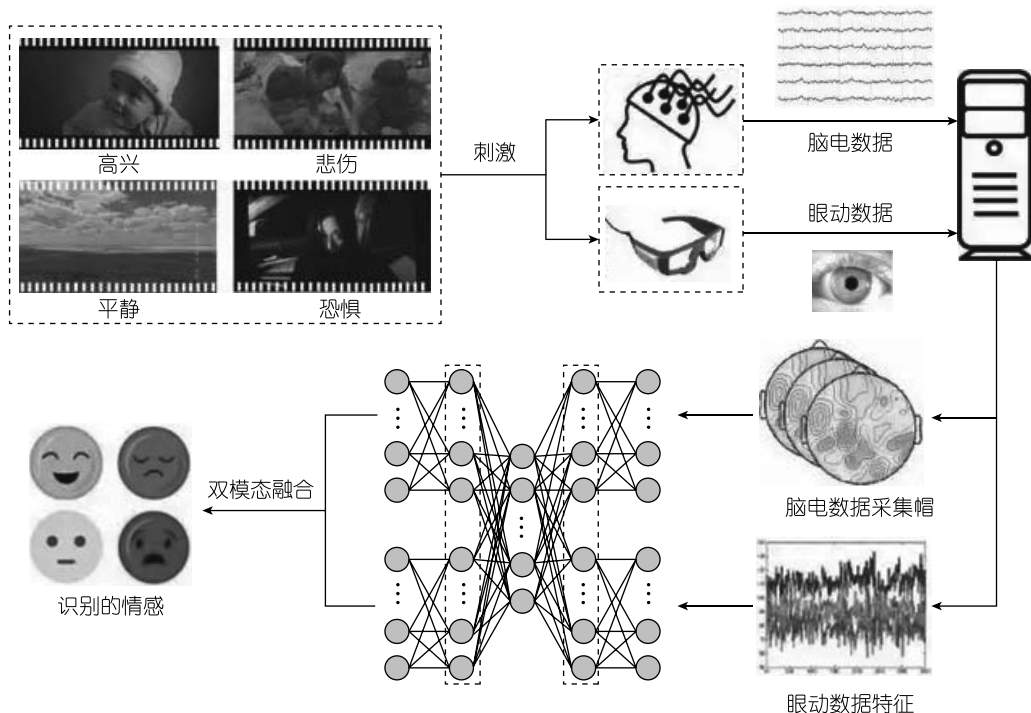 高兴
悲伤
平静
恐惧
刺激
脑电数据
眼动数据
脑电数据采集帽
眼动数据特征
双模态融合
识别的情感